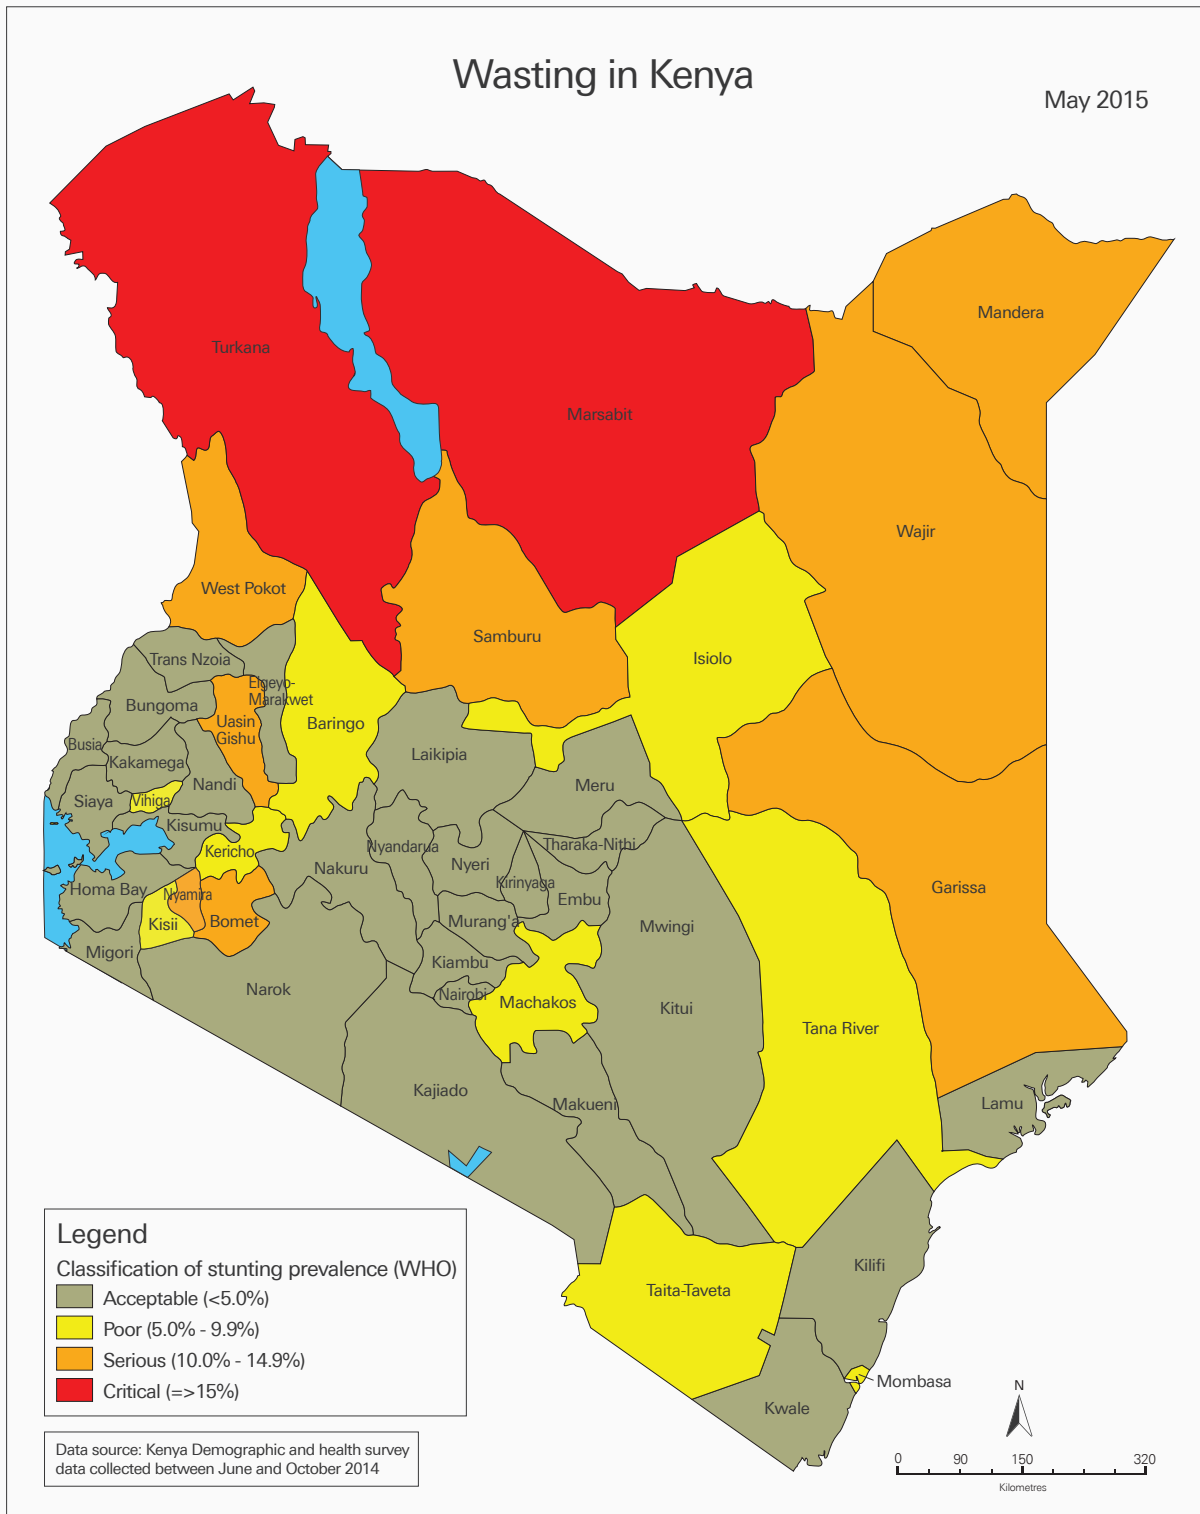 Wasting in Kenya
May 2015
Mandera
Turkana
Marsabit
Wajir
West Pokot
Samburu
Isiolo
Trans Nzoia
Elgeyo-
Marakwet
Bungoma
Uasin
Gishu
Baringo
Busia
Laikipia
Kakamega
Nandi
Meru
Siaya
Vihiga
Kisumu
Kericho
Nyandarua
Tharaka-Nithi
Nakuru
Nyeri
Kirinyaga
Homa Bay
Nyamira
Embu
Garissa
Kisii
Bomet
Murang'a
Mwingi
Migori
Kiambu
Narok
Nairobi
Machakos
Kitui
Tana River
Kajiado
Makueni
Lamu
Kilifi
Taita-Taveta
Mombasa
Kwale
Legend
Classification of stunting prevalence (WHO)
Acceptable (<5.0%)
Poor (5.0% - 9.9%)
Serious (10.0% - 14.9%)
Critical (=>15%)
Data source: Kenya Demographic and health survey
data collected between June and October 2014
N
0 90 150 320
Kilometres